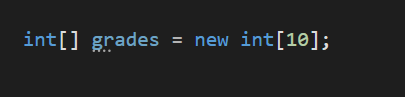 int[] grades = new int[10];